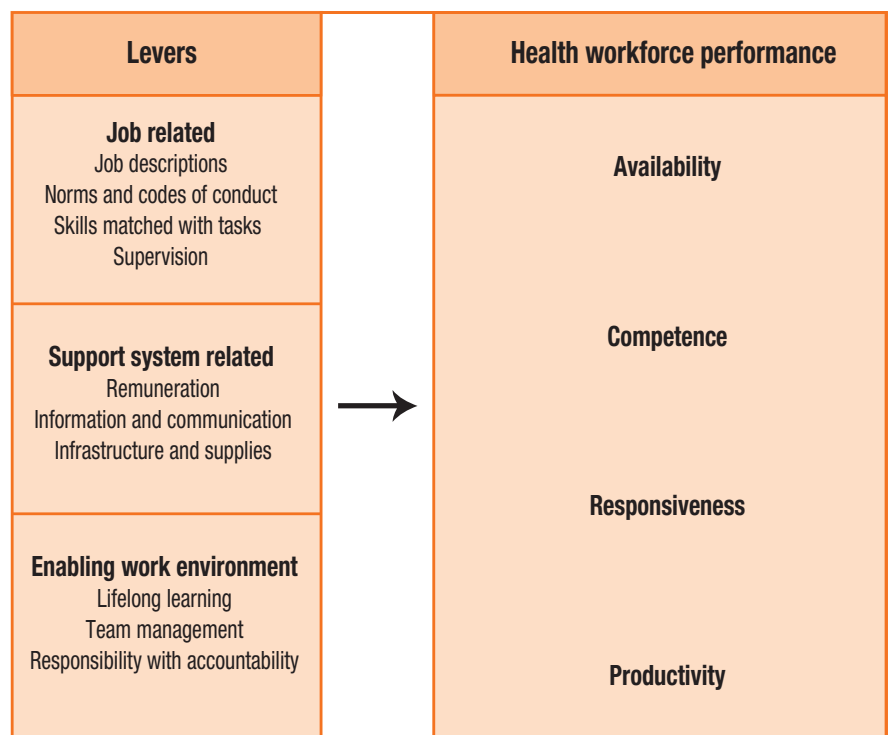 Levers
Job related
Job descriptions
Norms and codes of conduct
Skills matched with tasks
Supervision
Support system related
Remuneration
Information and communication
Infrastructure and supplies
Enabling work environment
Lifelong learning
Team management
Responsibility with accountability
Health workforce performance
Availability
Competence
Responsiveness
Productivity